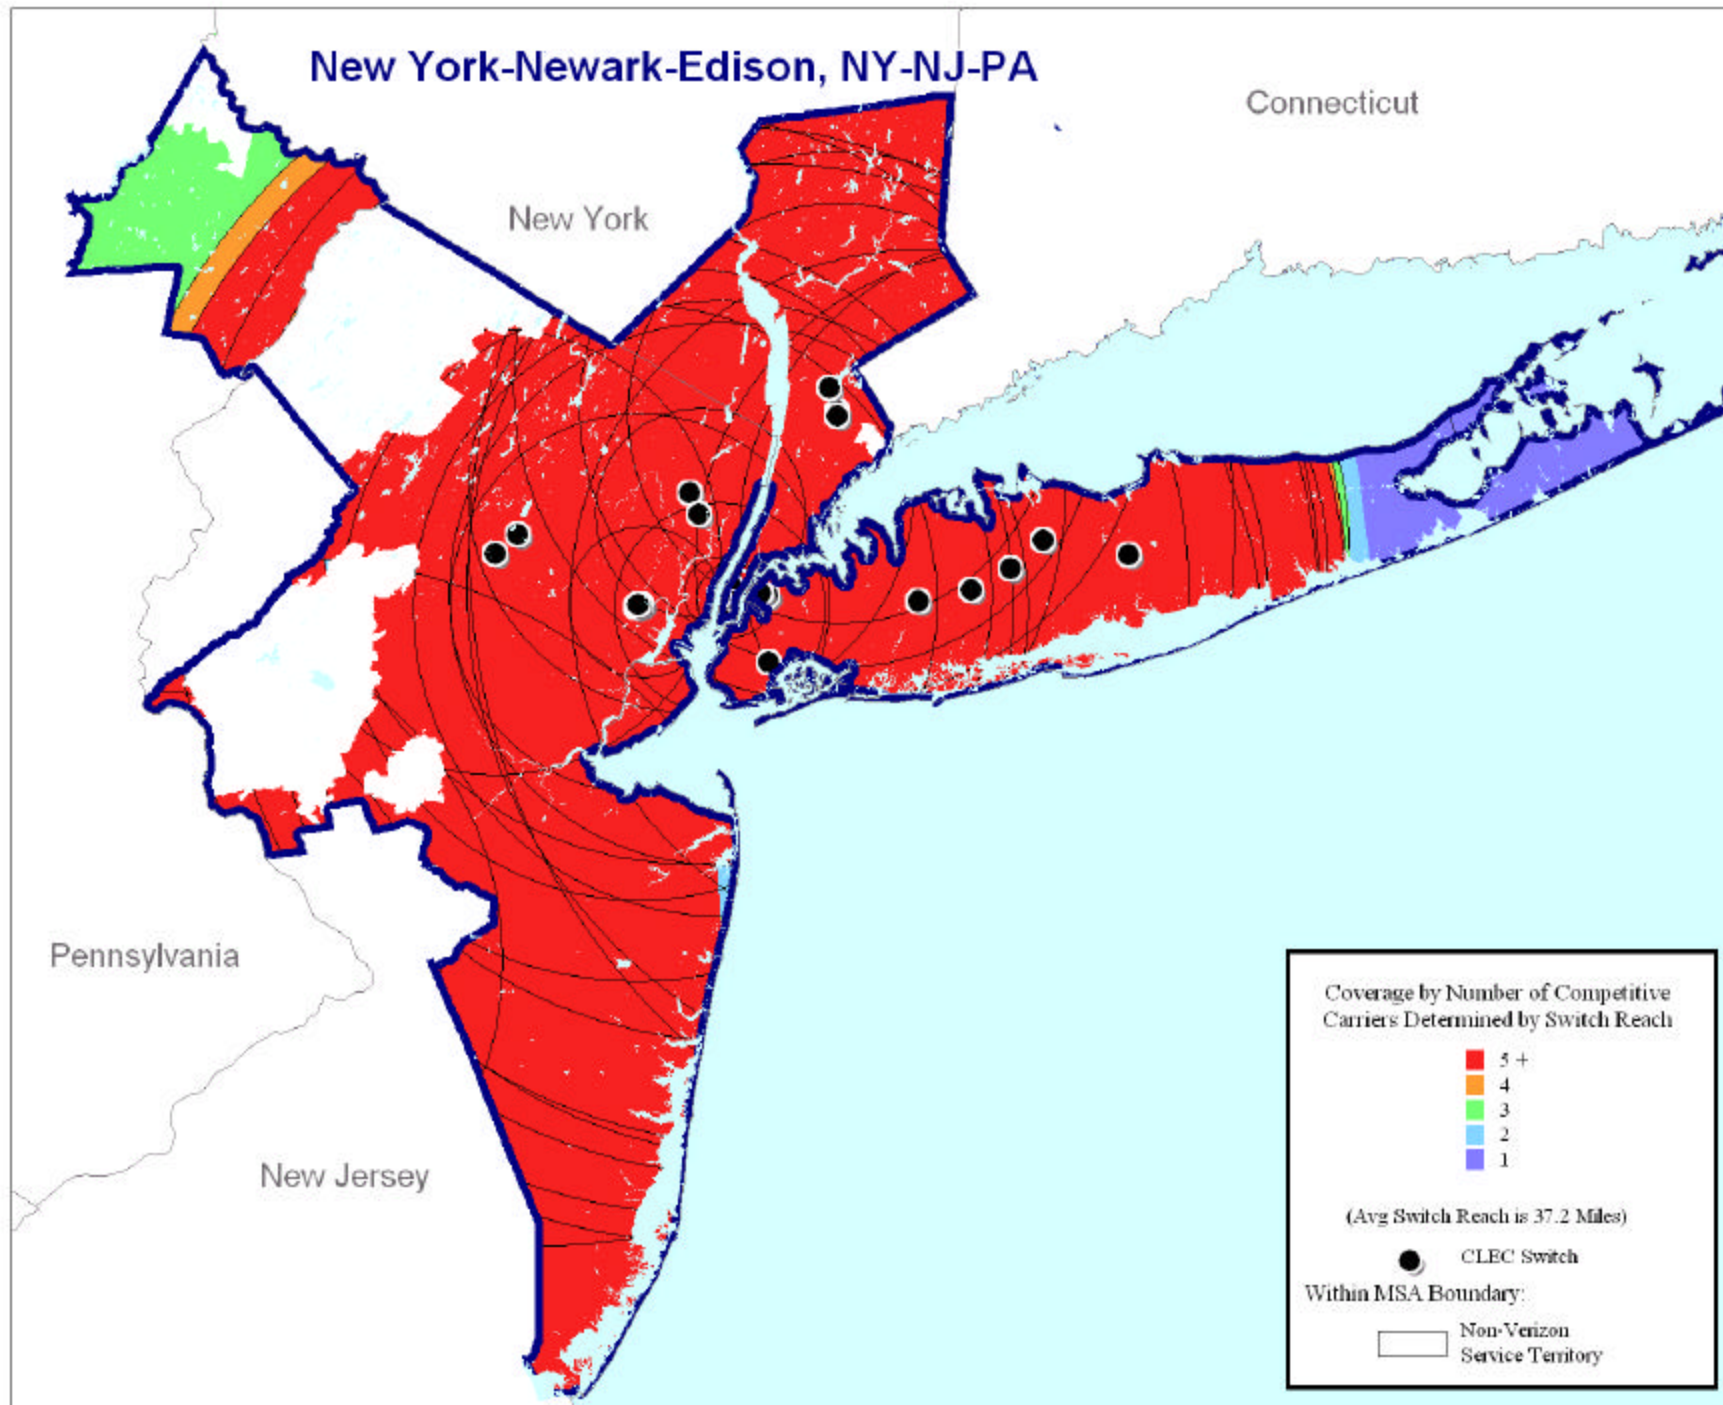 New York-Newark-Edison, NY-NJ-PA
Connecticut
New York
Pennsylvania
New Jersey
Coverage by Number of Competitive
Carriers Determined by Switch Reach
5 +
4
3
2
1
(Avg Switch Reach is 37.2 Miles)
CLEC Switch
Within MSA Boundary:
Non-Verizon
Service Territory